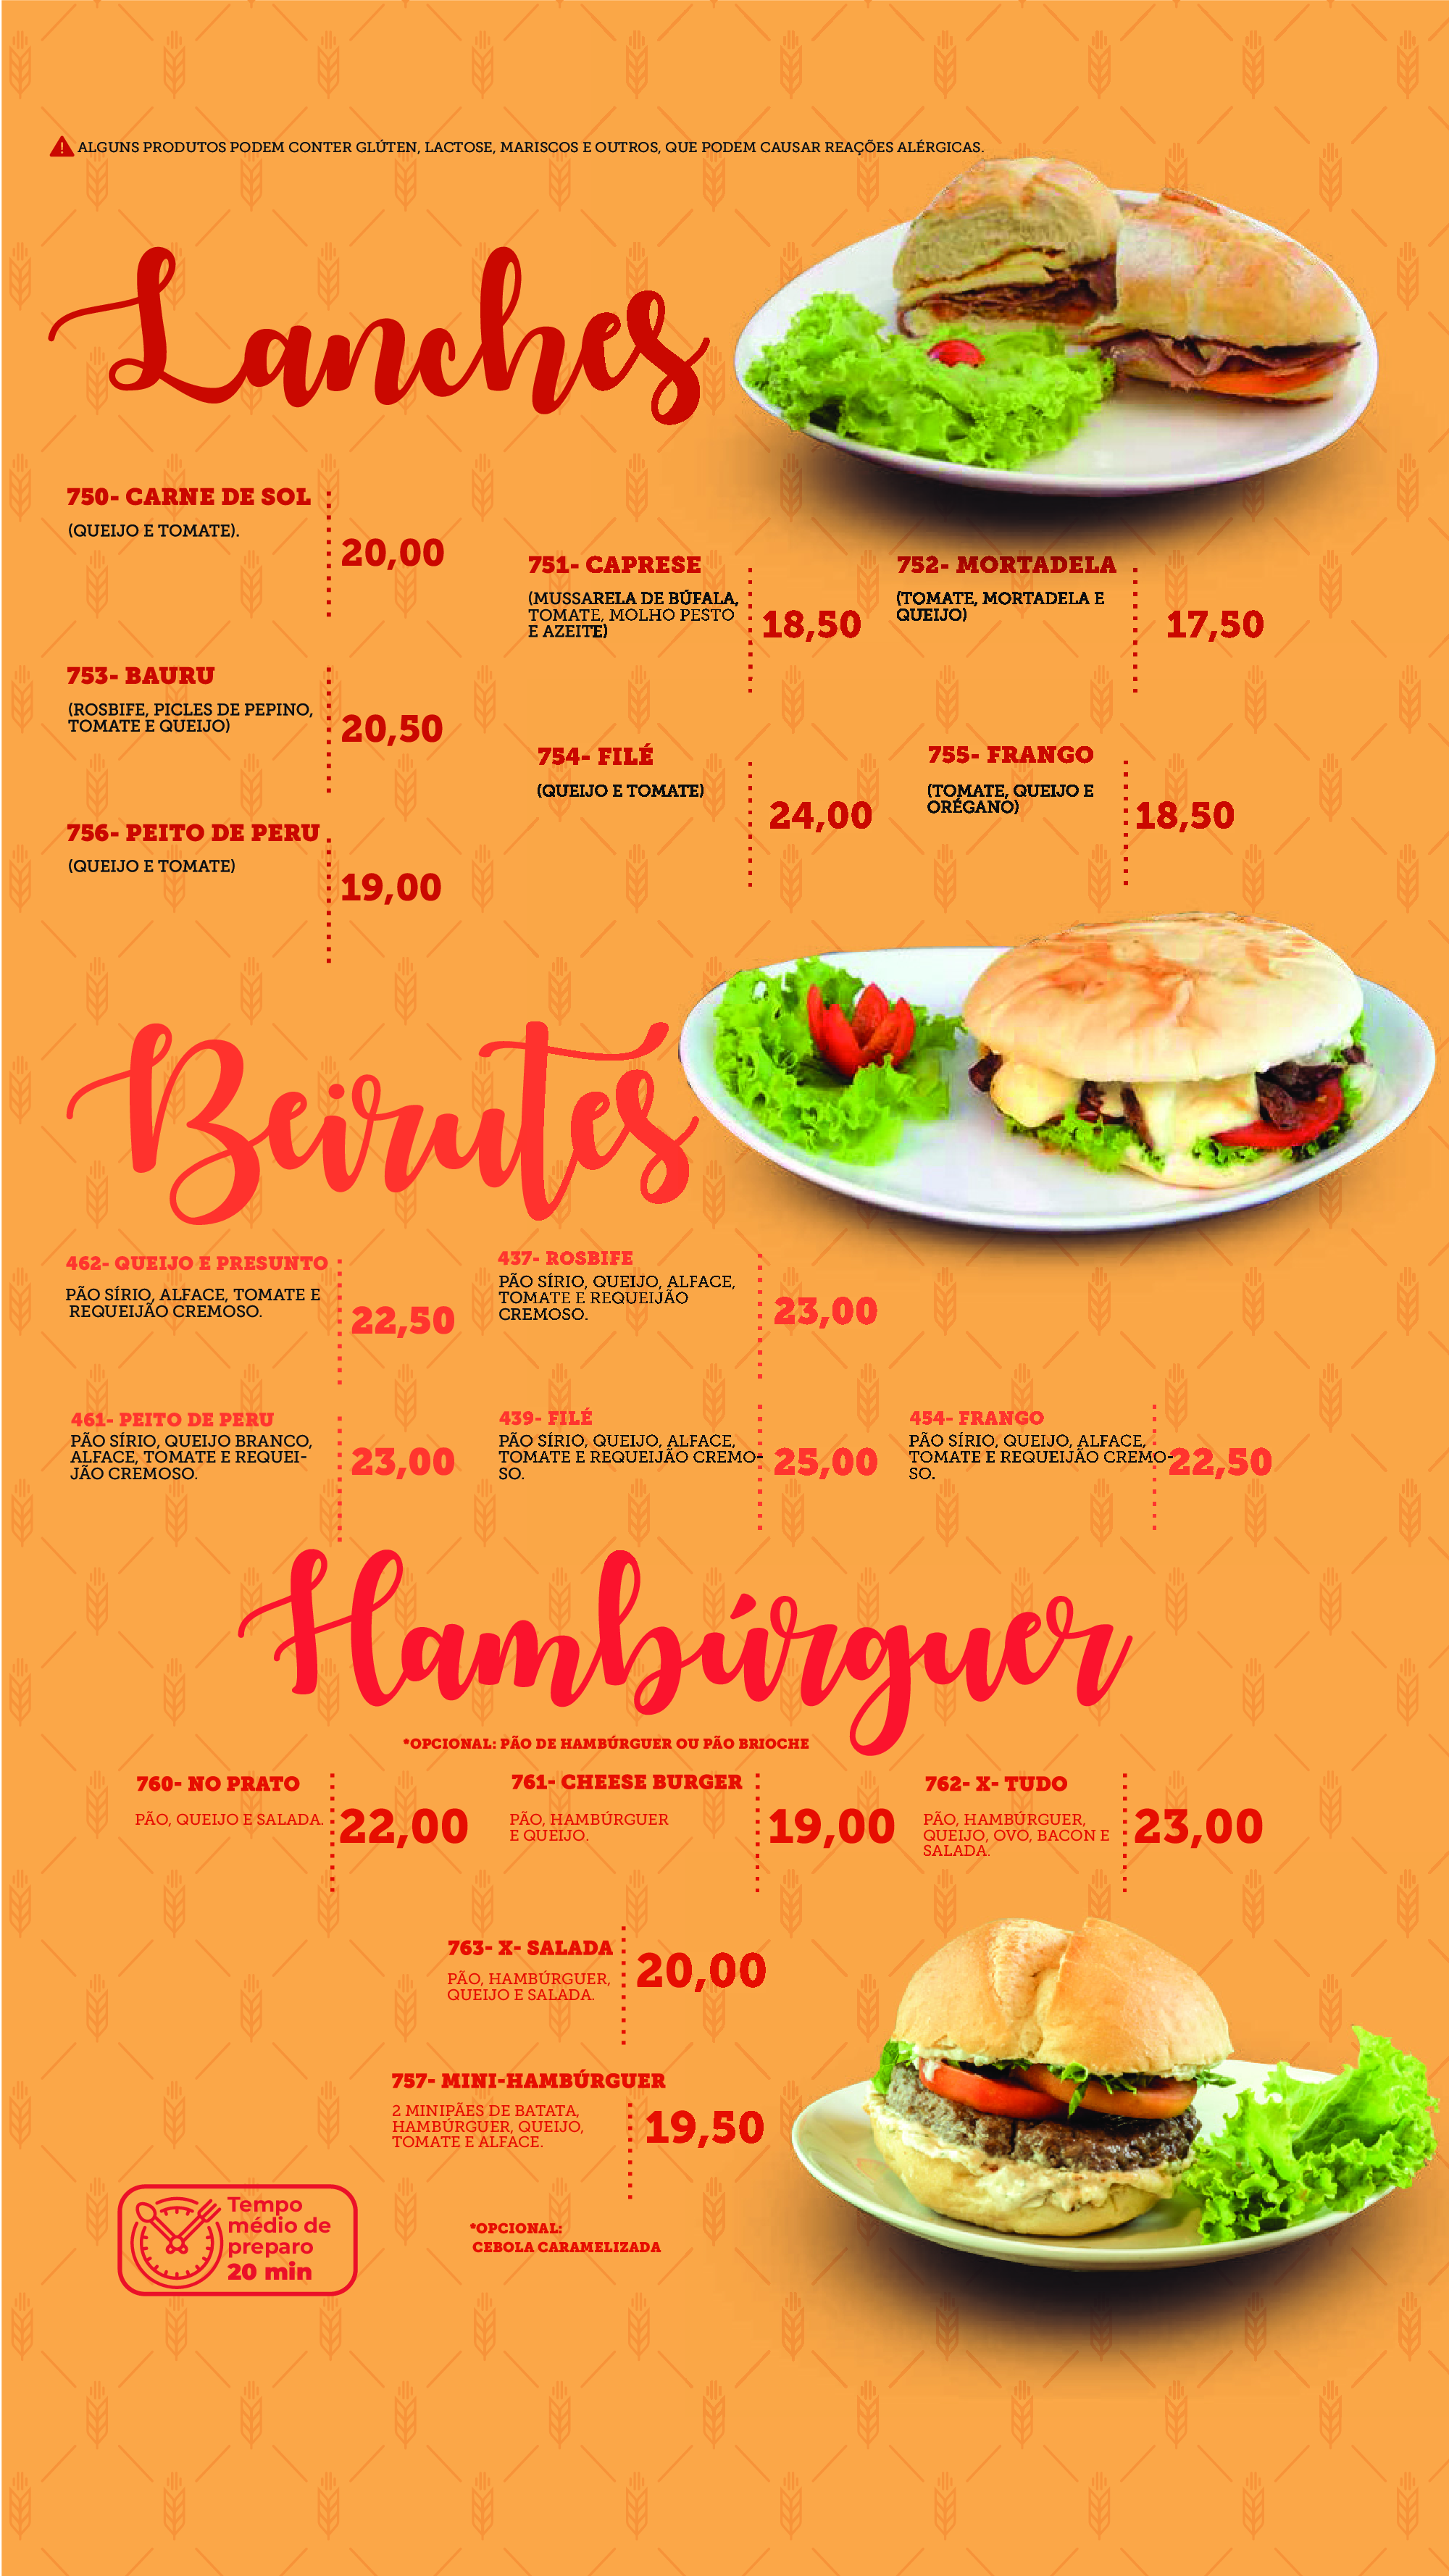 ALGUNS PRODUTOS PODEM CONTER GLÚTEN, LACTOSE, MARISCOS E OUTROS, QUE PODEM CAUSAR REAÇÕES ALÉRGICAS.
Lanches
750- CARNE DE SOL
(QUEIJO E TOMATE).
20,00
751- CAPRESE
(MUSSARELA DE BÚFALA,
TOMATE, MOLHO PESTO
E AZEITE)
18,50
752- MORTADELA
(TOMATE, MORTADELA E
QUEIJO)
17,50
753- BAURU
(ROSBIFE, PICLES DE PEPINO,
TOMATE E QUEIJO)
20,50
754- FILÉ
(QUEIJO E TOMATE)
24,00
755- FRANGO
(TOMATE, QUEIJO E
ORÉGANO)
18,50
756- PEITO DE PERU
(QUEIJO E TOMATE)
19,00
Beirutes
462- QUEIJO E PRESUNTO
PÃO SÍRIO, ALFACE, TOMATE E
REQUEIJÃO CREMOSO.
22,50
437- ROSBIFE
PÃO SÍRIO, QUEIJO, ALFACE,
TOMATE E REQUEIJÃO
CREMOSO.
23,00
461- PEITO DE PERU
PÃO SÍRIO, QUEIJO BRANCO,
ALFACE, TOMATE E REQUEI-
JÃO CREMOSO.
23,00
439- FILÉ
PÃO SÍRIO, QUEIJO, ALFACE,
TOMATE E REQUEIJÃO CREMO-
SO.
25,00
454- FRANGO
PÃO SÍRIO, QUEIJO, ALFACE,
TOMATE E REQUEIJÃO CREMO-
SO.
22,50
Hambúrguer
*OPCIONAL: PÃO DE HAMBÚRGUER OU PÃO BRIOCHE
760- NO PRATO
PÃO, QUEIJO E SALADA.
22,00
761- CHEESE BURGER
PÃO, HAMBÚRGUER
E QUEIJO.
19,00
762- X- TUDO
PÃO, HAMBÚRGUER,
QUEIJO, OVO, BACON E
SALADA.
23,00
763- X- SALADA
PÃO, HAMBÚRGUER,
QUEIJO E SALADA.
20,00
757- MINI-HAMBÚRGUER
2 MINIPÃES DE BATATA,
HAMBÚRGUER, QUEIJO,
TOMATE E ALFACE.
19,50
Tempo
médio de
preparo
20 min
*OPCIONAL:
CEBOLA CARAMELIZADA